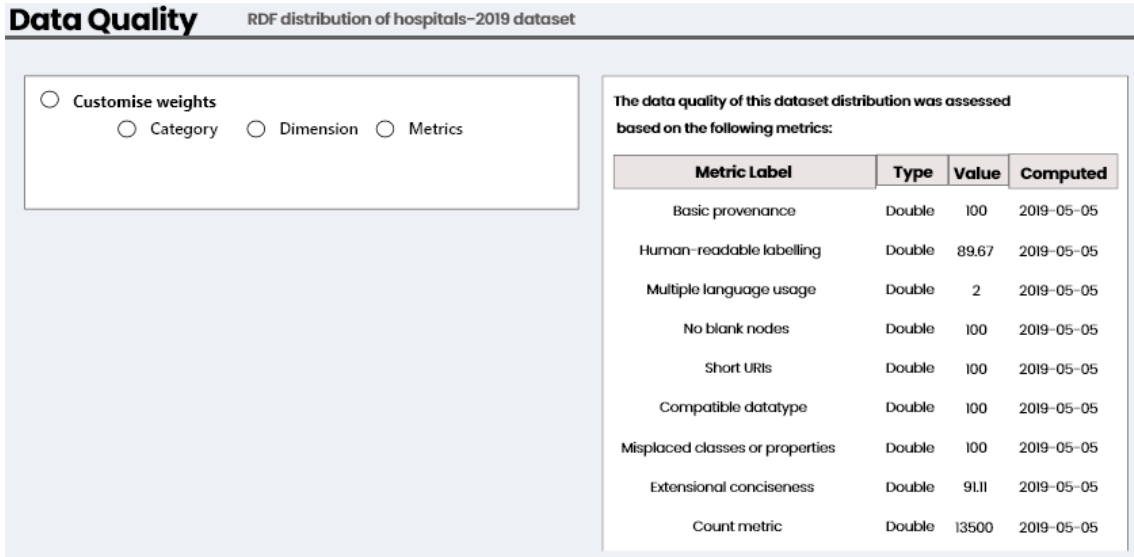 Data Quality RDF distribution of hospitals-2019 dataset
Customise weights
Category Dimension Metrics
The data quality of this dataset distribution was assessed
based on the following metrics:
Metric Label Type Value Computed
Basic provenance Double 100 2019-05-05
Human-readable labelling Double 89.67 2019-05-05
Multiple language usage Double 2 2019-05-05
No blank nodes Double 100 2019-05-05
Short URIs Double 100 2019-05-05
Compatible datatype Double 100 2019-05-05
Misplaced classes or properties Double 100 2019-05-05
Extensional conciseness Double 91.11 2019-05-05
Count metric Double 13500 2019-05-05